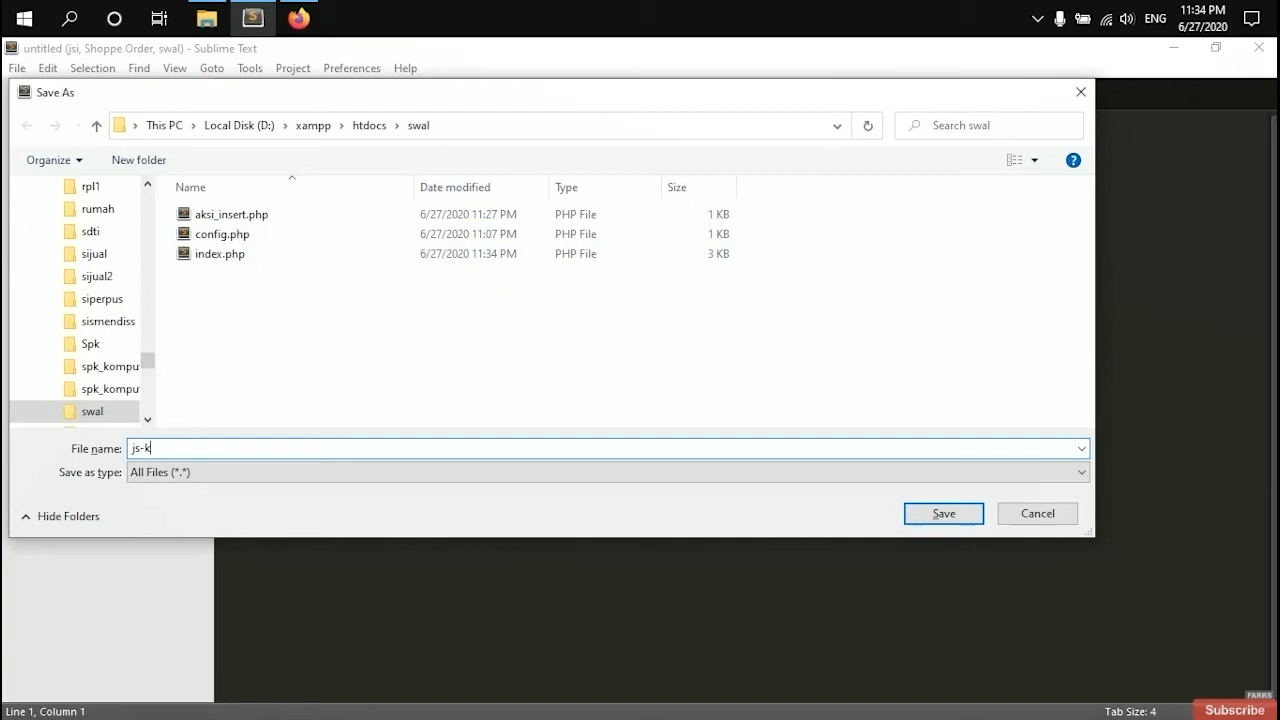 11:34 PM
ENG
6/27/2020
untitled (jsi, Shoppe Order, swal) - Sublime Text
File Edit Selection Find View Goto Tools Project Preferences Help
Save As
This PC > Local Disk (D:) > xampp > htdocs > swal
Search swal
Organize
New folder
Name Date modified Type Size
aksi_insert.php 6/27/2020 11:27 PM PHP File 1 KB
config.php 6/27/2020 11:07 PM PHP File 1 KB
index.php 6/27/2020 11:34 PM PHP File 3 KB
rpl1
rumah
sdti
sijual
sijual2
siperpus
sismendiss
Spk
spk_komput
spk_komput
swal
File name: js-k
Save as type: All Files (*.*)
Hide Folders
Save
Cancel
FARRS
Line 1, Column 1
Tab Size: 4
Subscribe